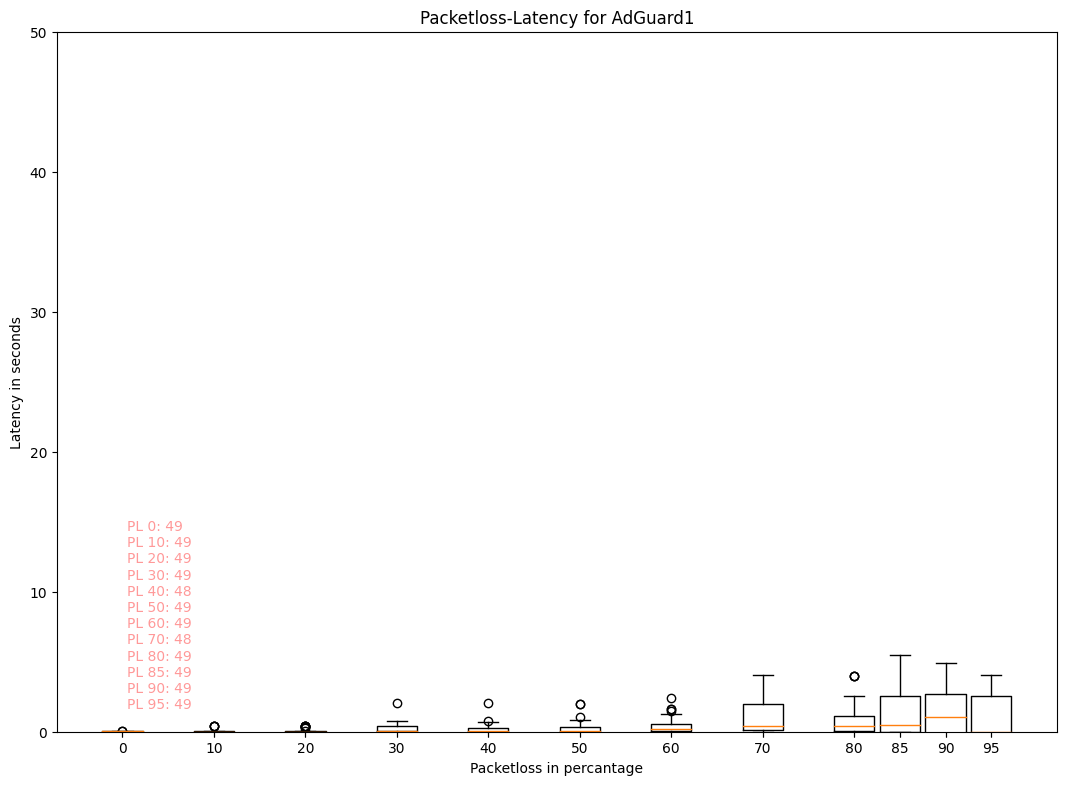 Packetloss-Latency for AdGuard1
50
40
30
20
10
0
Latency in seconds
PL 0: 49
PL 10: 49
PL 20: 49
PL 30: 49
PL 40: 48
PL 50: 49
PL 60: 49
PL 70: 48
PL 80: 49
PL 85: 49
PL 90: 49
PL 95: 49
0 10 20 30 40 50 60 70 80 85 90 95
Packetloss in percantage